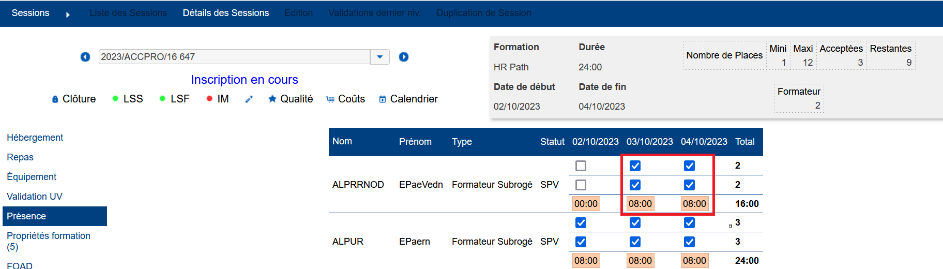 Sessions Liste des Sessions Détails des Sessions Edition Validations dernier niv. Duplication de Session
2023/ACCPRO/16 647
Inscription en cours
Clôture LSS LSF IM Qualité Coûts Calendrier
Formation Durée
HR Path 24:00
Date de début Date de fin
02/10/2023 04/10/2023
Nombre de Places Mini Maxi Acceptées Restantes
1 12 3 9
Formateur
2
Hébergement
Repas
Équipement
Validation UV
Présence
Propriétés formation
(5)
FOAD
Nom Prénom Type Statut 02/10/2023 03/10/2023 04/10/2023 Total
2
ALPRRNOD EPaeVedn Formateur Subrogé SPV 2
00:00 08:00 08:00 16:00
3
ALPUR EPaern Formateur Subrogé SPV 3
08:00 08:00 08:00 24:00